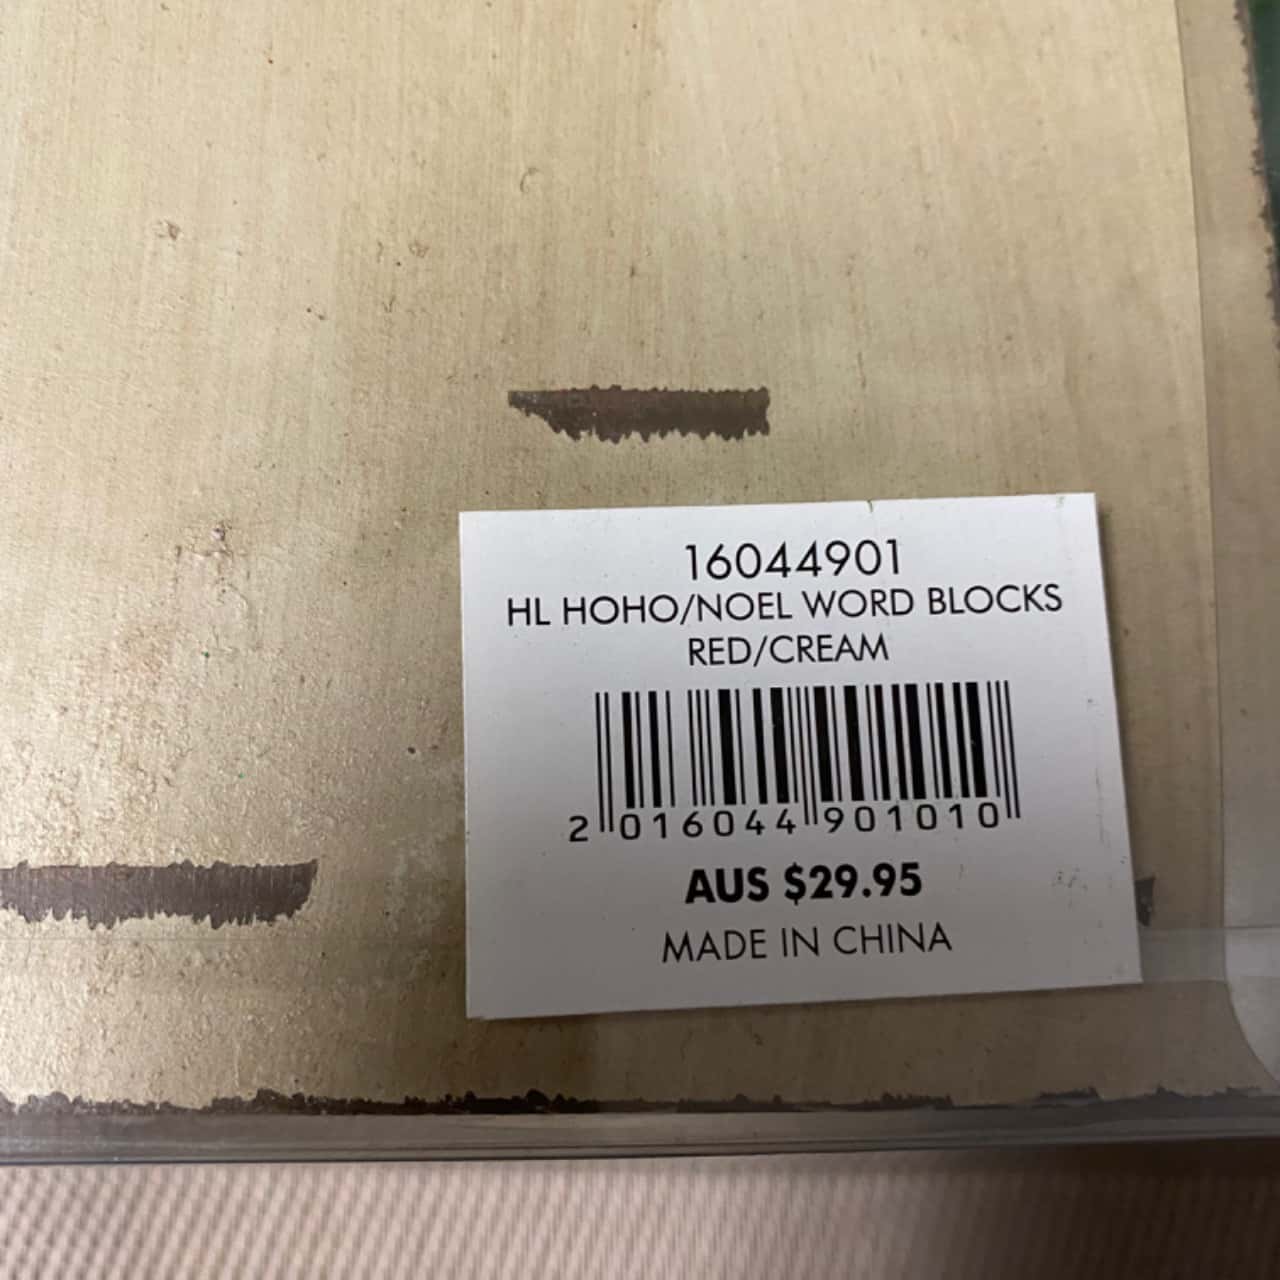 16044901
HL HOHO/NOEL WORD BLOCKS
RED/CREAM
2 016044 901010
AUS $29.95
MADE IN CHINA